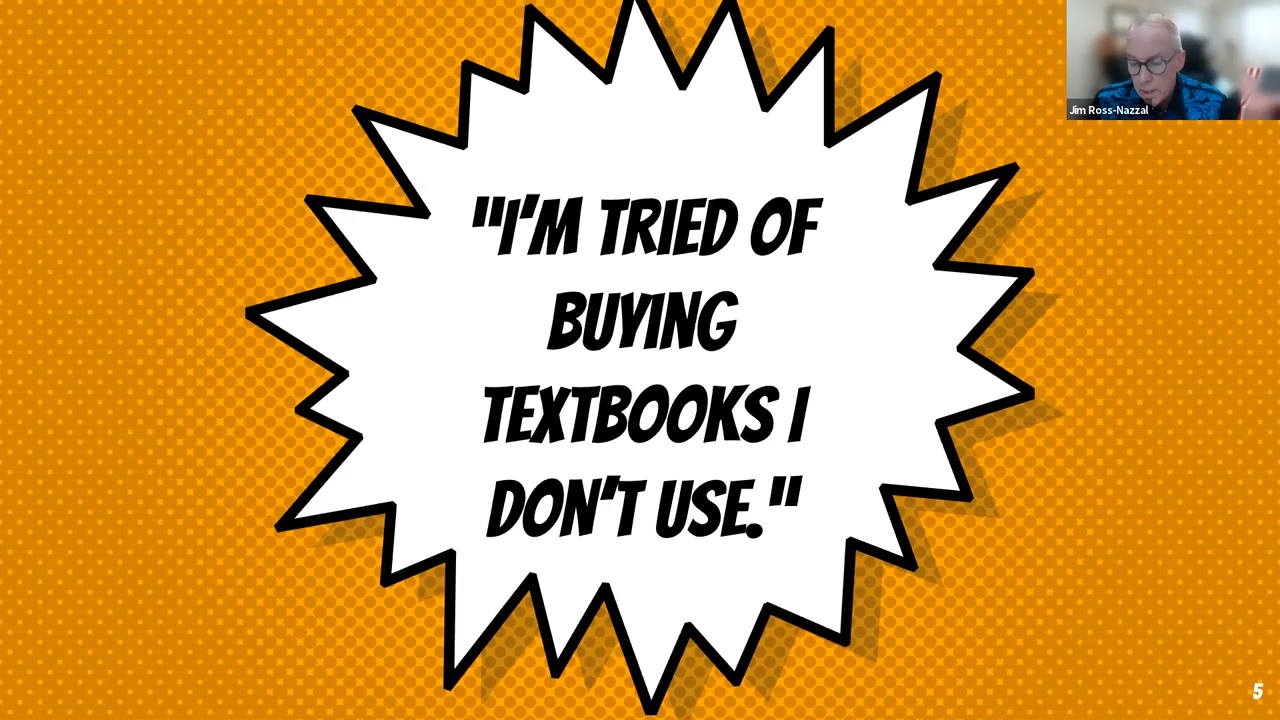 Jim Ross-Nazzal
"I'M TRIED OF
BUYING
TEXTBOOKS I
DON'T USE."
5